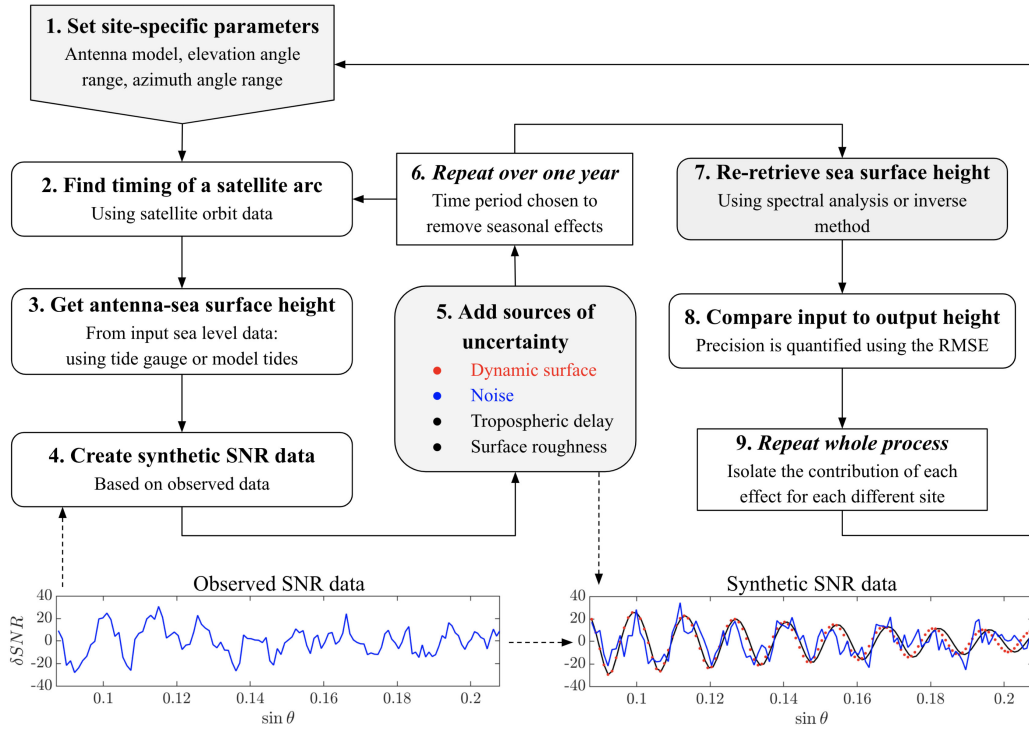 1. Set site-specific parameters
Antenna model, elevation angle
range, azimuth angle range
2. Find timing of a satellite arc
Using satellite orbit data
3. Get antenna-sea surface height
From input sea level data:
using tide gauge or model tides
4. Create synthetic SNR data
Based on observed data
6. Repeat over one year
Time period chosen to
remove seasonal effects
5. Add sources of
uncertainty
Dynamic surface
Noise
Tropospheric delay
Surface roughness
7. Re-retrieve sea surface height
Using spectral analysis or inverse
method
8. Compare input to output height
Precision is quantified using the RMSE
9. Repeat whole process
Isolate the contribution of each
effect for each different site
Observed SNR data
δSNR
40
20
0
-20
-40
0.1 0.12 0.14 0.16 0.18 0.2
sin θ
Synthetic SNR data
40
20
0
-20
-40
0.1 0.12 0.14 0.16 0.18 0.2
sin θ